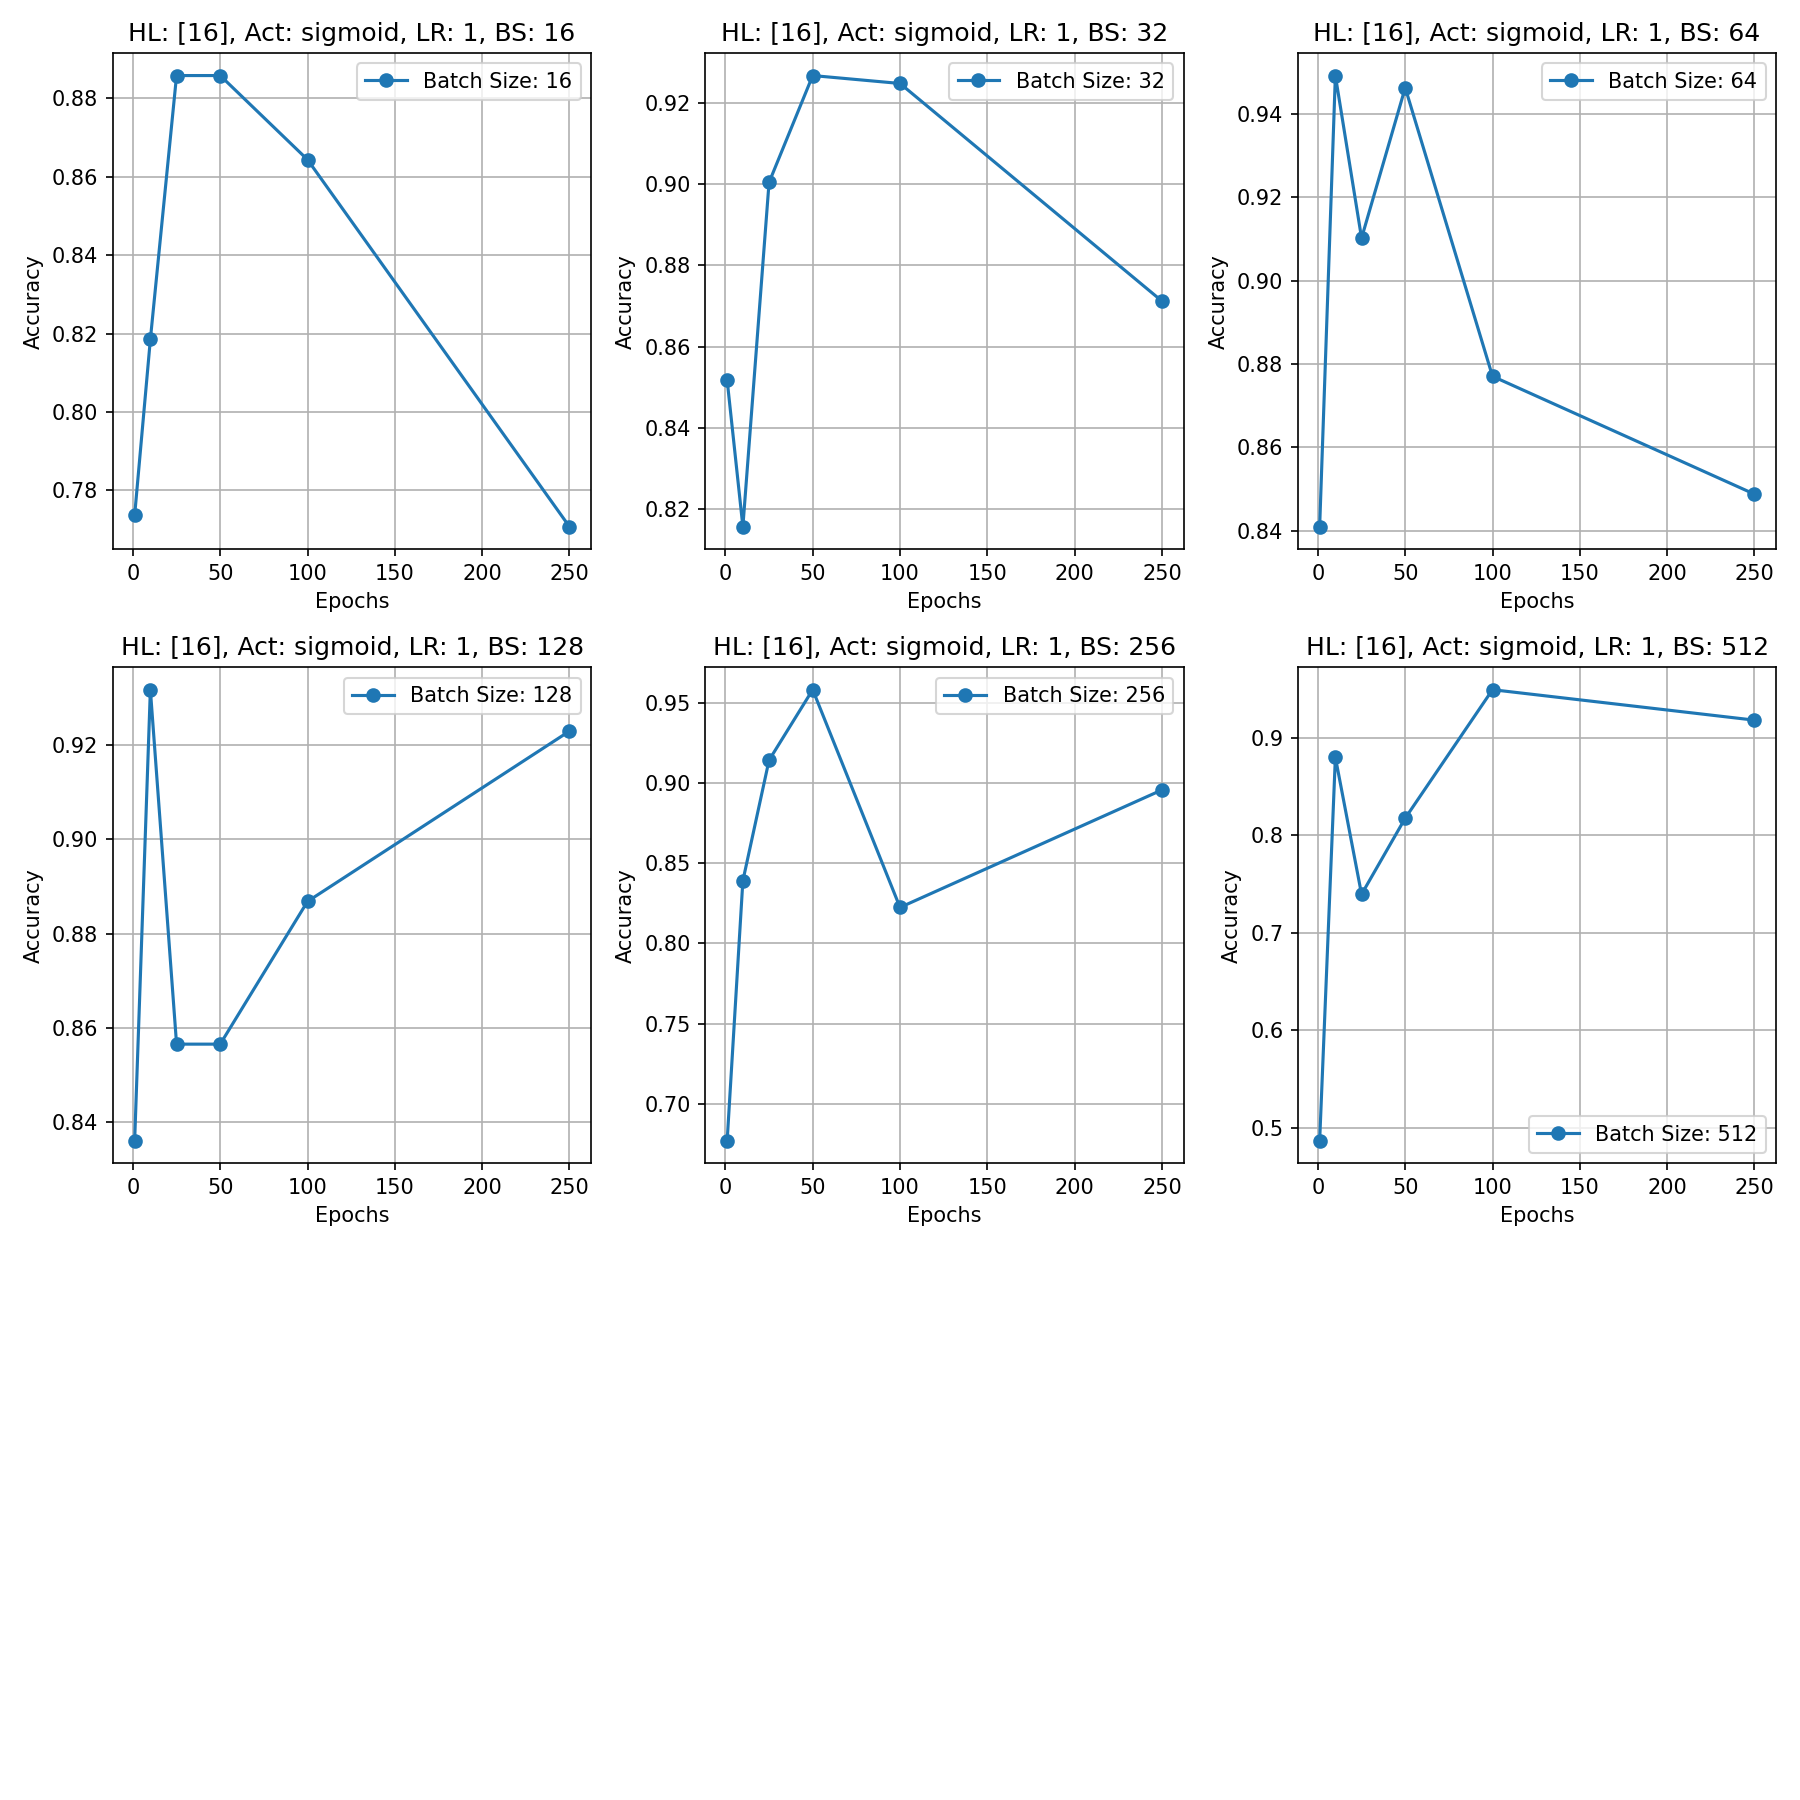 HL: [16], Act: sigmoid, LR: 1, BS: 16
Batch Size: 16
0.88
0.86
0.84
0.82
0.80
0.78
Accuracy
0 50 100 150 200 250
Epochs
HL: [16], Act: sigmoid, LR: 1, BS: 32
Batch Size: 32
0.92
0.90
0.88
0.86
0.84
0.82
Accuracy
0 50 100 150 200 250
Epochs
HL: [16], Act: sigmoid, LR: 1, BS: 64
Batch Size: 64
0.94
0.92
0.90
0.88
0.86
0.84
Accuracy
0 50 100 150 200 250
Epochs
HL: [16], Act: sigmoid, LR: 1, BS: 128
Batch Size: 128
0.92
0.90
0.88
0.86
0.84
Accuracy
0 50 100 150 200 250
Epochs
HL: [16], Act: sigmoid, LR: 1, BS: 256
Batch Size: 256
0.95
0.90
0.85
0.80
0.75
0.70
Accuracy
0 50 100 150 200 250
Epochs
HL: [16], Act: sigmoid, LR: 1, BS: 512
0.9
0.8
0.7
0.6
0.5
Accuracy
Batch Size: 512
0 50 100 150 200 250
Epochs